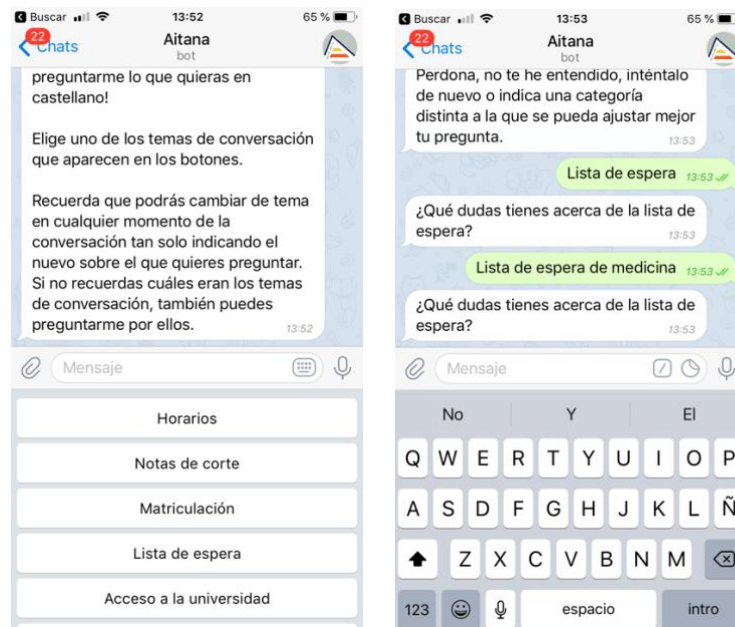 Buscar
13:52
65 %
22
Chats
Aitana
bot
preguntarme lo que quieras en
castellano!
Elige uno de los temas de conversación
que aparecen en los botones.
Recuerda que podrás cambiar de tema
en cualquier momento de la
conversación tan solo indicando el
nuevo sobre el que quieres preguntar.
Si no recuerdas cuáles eran los temas
de conversación, también puedes
preguntarme por ellos.
13:52
Mensaje
Horarios
Notas de corte
Matriculación
Lista de espera
Acceso a la universidad
Buscar
13:53
65 %
22
Chats
Aitana
bot
Perdona, no te he entendido, inténtalo
de nuevo o indica una categoría
distinta a la que se pueda ajustar mejor
tu pregunta.
13:53
Lista de espera 13:53
¿Qué dudas tienes acerca de la lista de
espera?
13:53
Lista de espera de medicina 13:53
¿Qué dudas tienes acerca de la lista de
espera?
13:53
Mensaje
No Y El
Q W E R T Y U I O P
A S D F G H J K L Ñ
Z X C V B N M
123 espacio intro